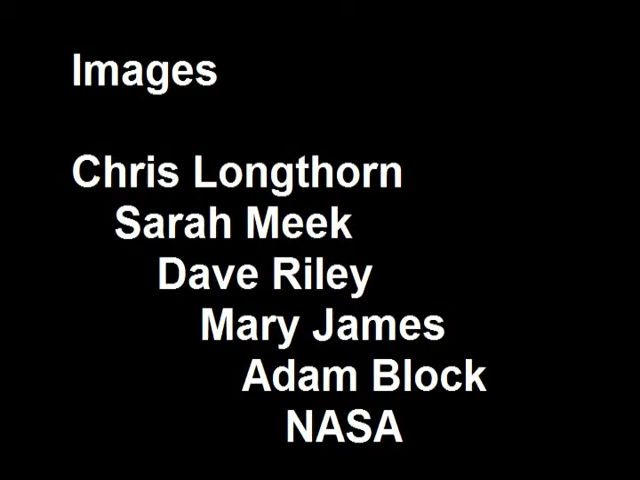 Images
Chris Longthorn
Sarah Meek
Dave Riley
Mary James
Adam Block
NASA